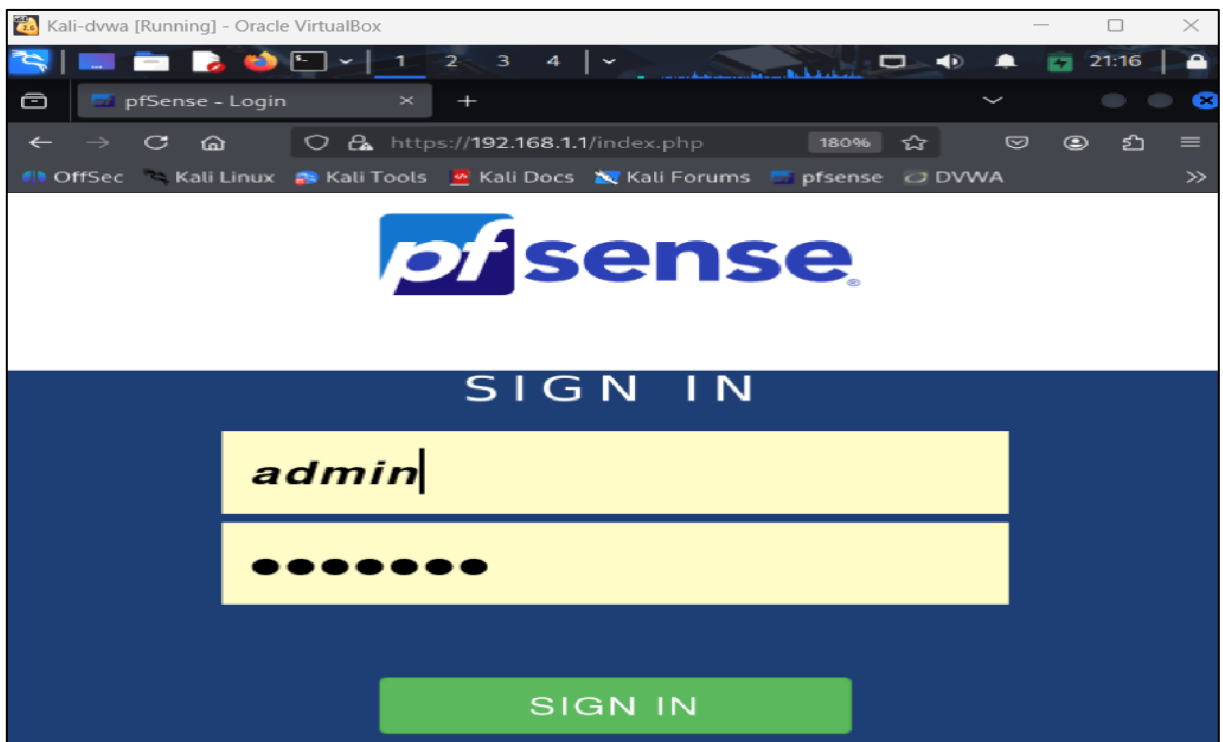 Kali-dvwa [Running] - Oracle VirtualBox
1 2 3 4 21:16
pfSense - Login
https://192.168.1.1/index.php 180%
OffSec Kali Linux Kali Tools Kali Docs Kali Forums pfsense DVWA
pfsense®
SIGN IN
admin
●●●●●●●
SIGN IN